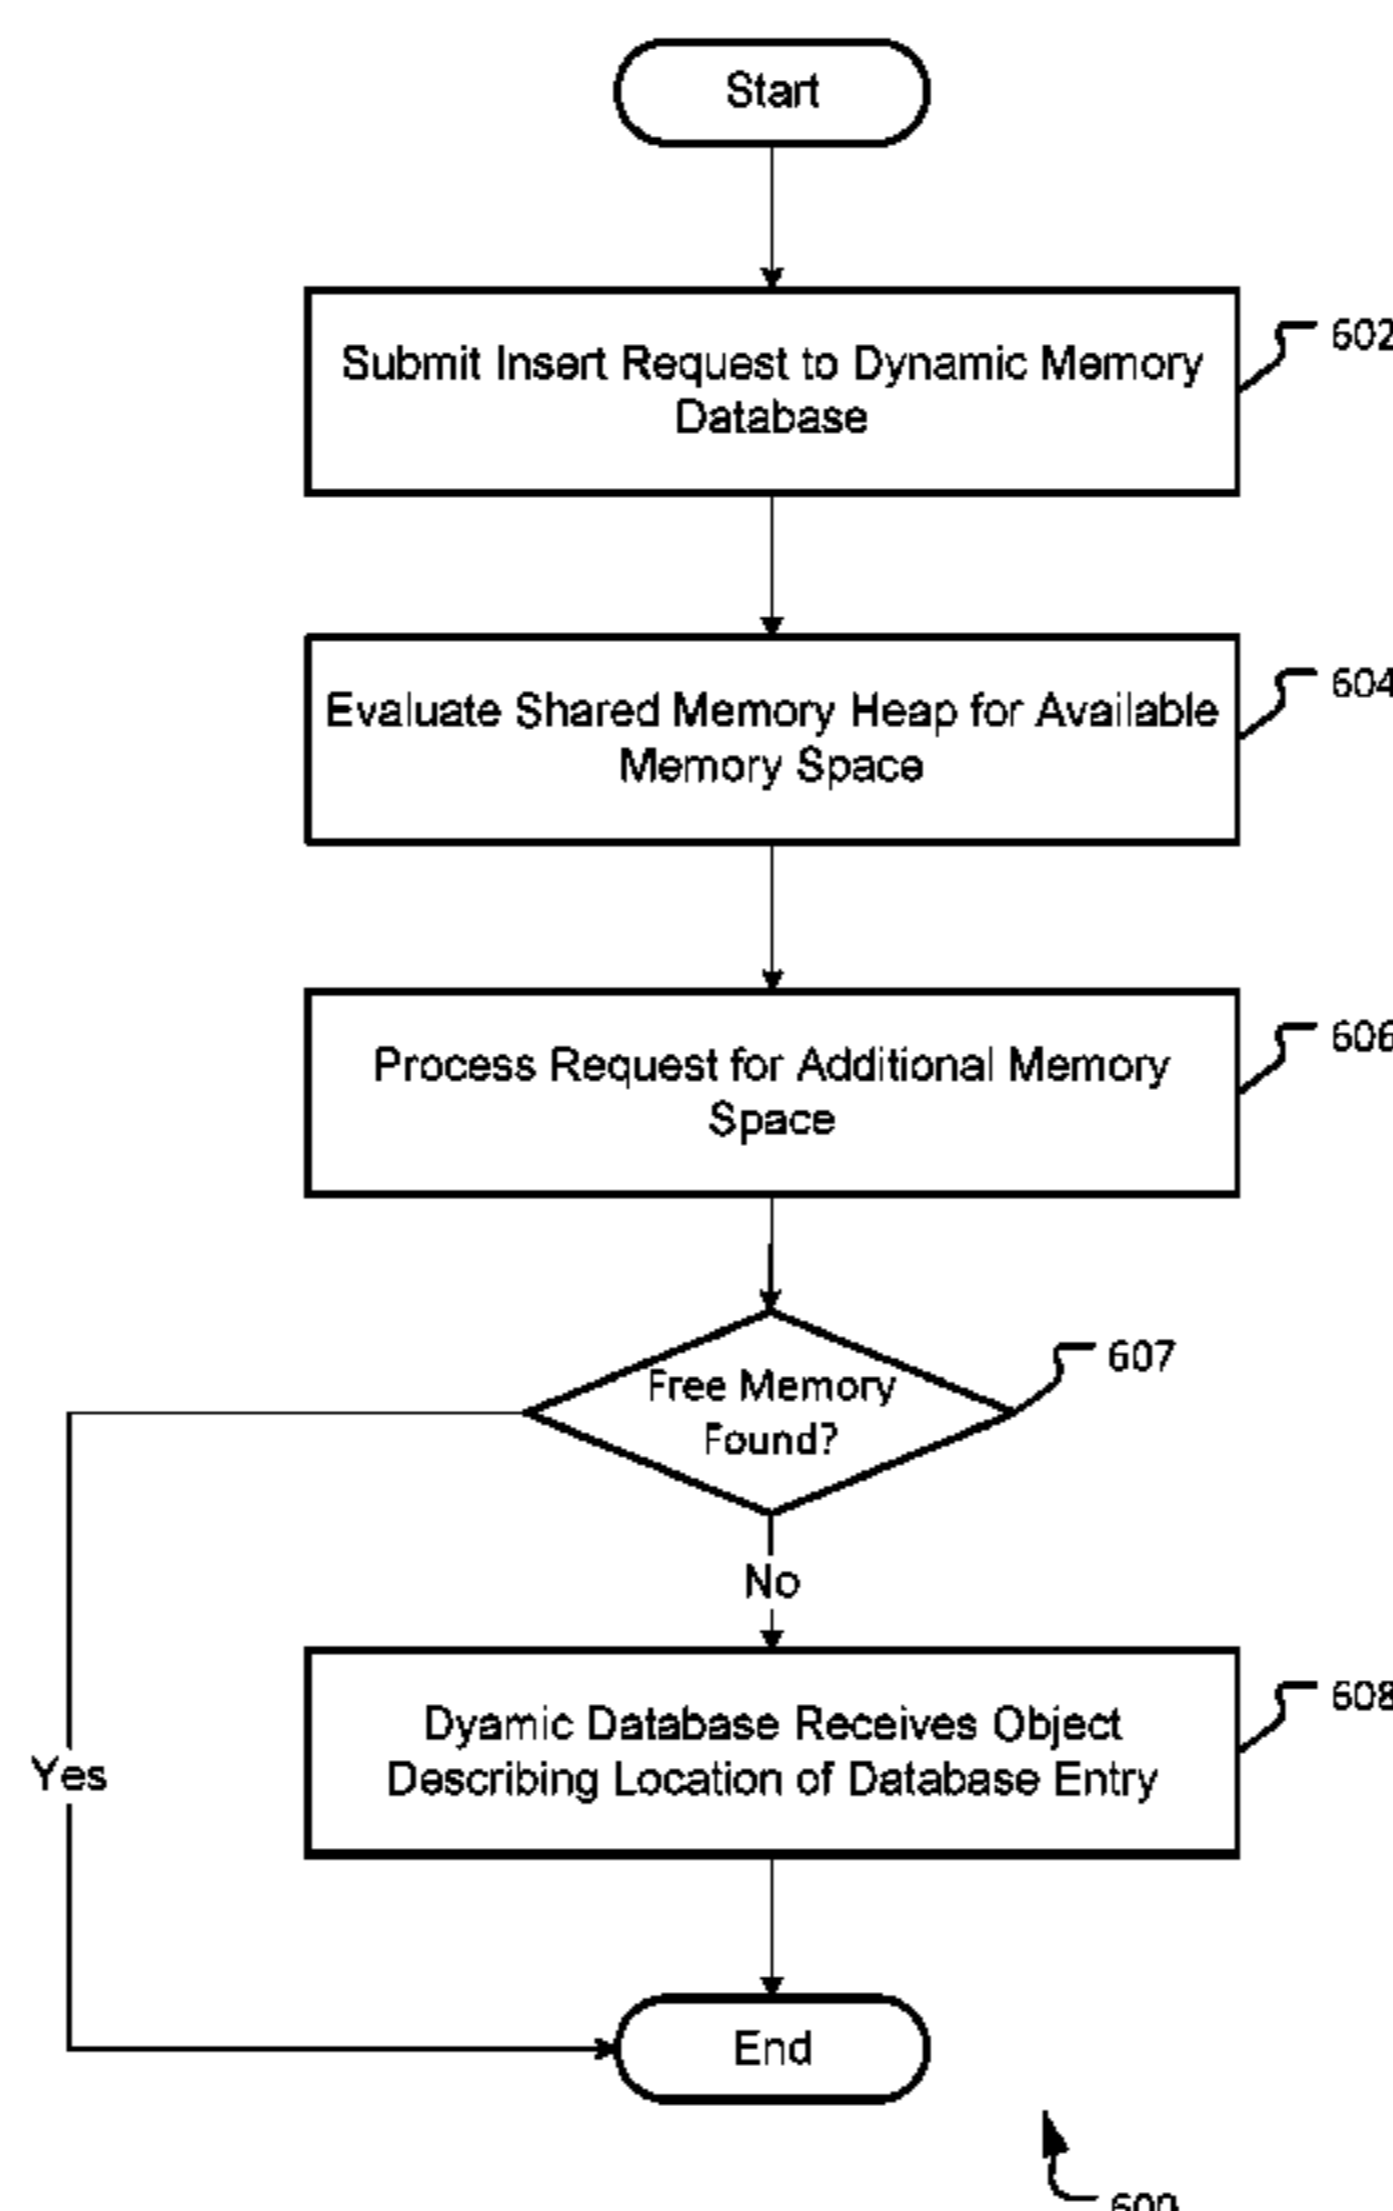 Start
Submit Insert Request to Dynamic Memory
Database
602
Evaluate Shared Memory Heap for Available
Memory Space
604
Process Request for Additional Memory
Space
606
Free Memory
Found?
607
No
Yes
Dyamic Database Receives Object
Describing Location of Database Entry
608
End
600